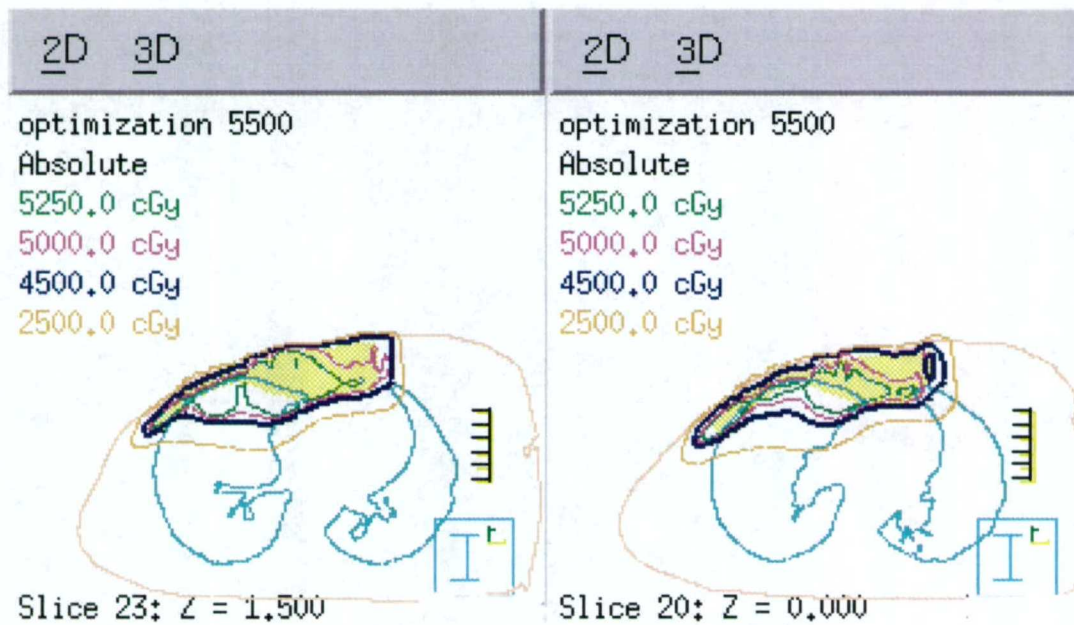 2D 3D
optimization 5500
Absolute
5250.0 cGy
5000.0 cGy
4500.0 cGy
2500.0 cGy
Slice 23: Z = 1.500
2D 3D
optimization 5500
Absolute
5250.0 cGy
5000.0 cGy
4500.0 cGy
2500.0 cGy
Slice 20: Z = 0.000